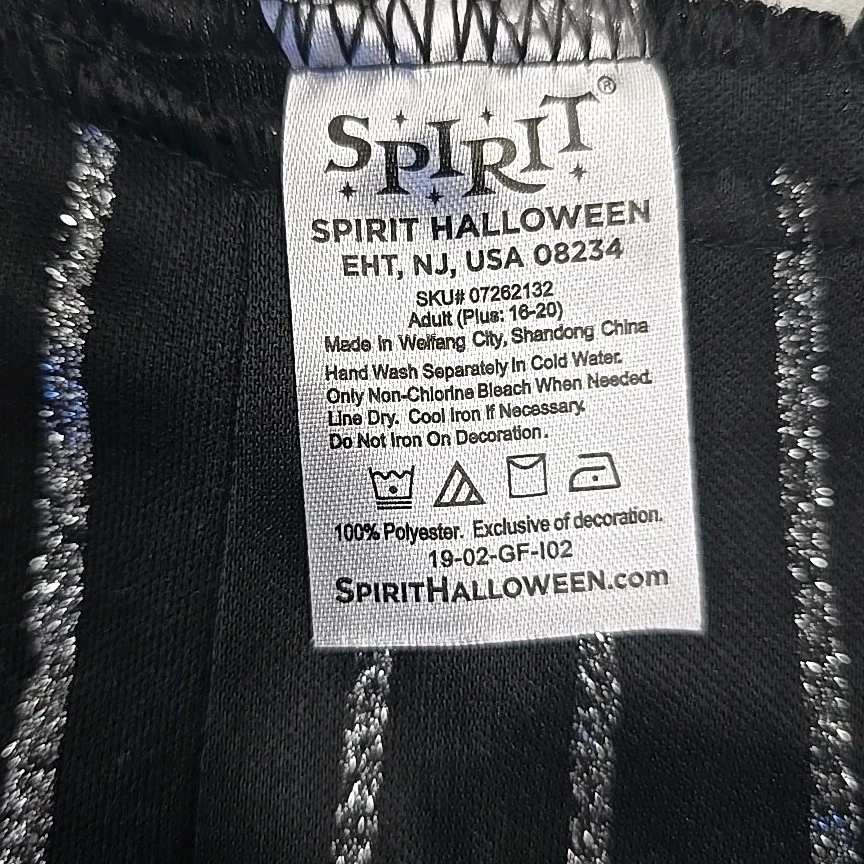 SPIRIT®
SPIRIT HALLOWEEN
EHT, NJ, USA 08234
SKU# 07262132
Adult (Plus: 16-20)
Made in Weifang City, Shandong China
Hand Wash Separately In Cold Water.
Only Non-Chlorine Bleach When Needed.
Line Dry. Cool Iron If Necessary.
Do Not Iron On Decoration.
100% Polyester. Exclusive of decoration.
19-02-GF-I02
SPIRITHALLOWEEN.com